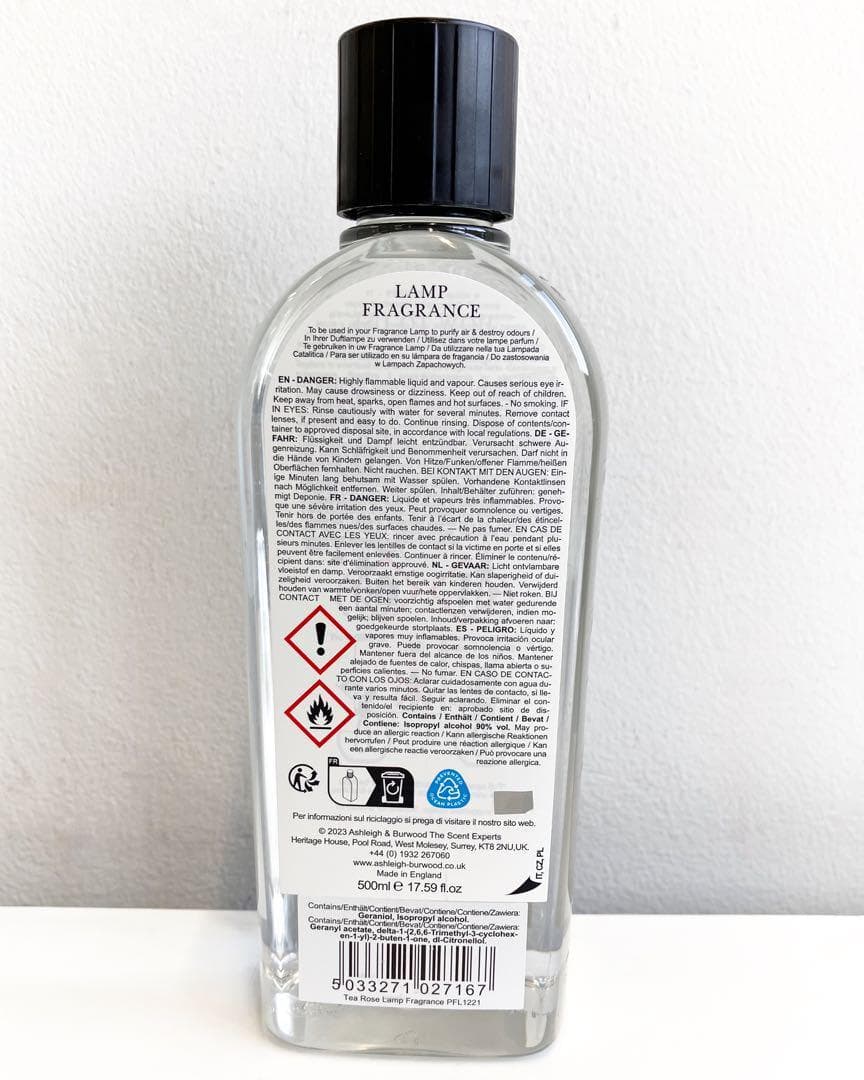 LAMP
FRAGRANCE
To be used in your Fragrance Lamp to purify air & destroy odours /
In Ihrer Duftlampe zu verwenden / Utilisez dans votre lampe parfum /
Te gebruiken in uw Fragrance Lamp / Da utilizzare nella tua Lampada
Catalitica / Para ser utilizado en su lámpara de fragancia / Do zastosowania
w Lampach Zapachowych.
EN - DANGER: Highly flammable liquid and vapour. Causes serious eye ir-
ritation. May cause drowsiness or dizziness. Keep out of reach of children.
Keep away from heat, sparks, open flames and hot surfaces. - No smoking. IF
IN EYES: Rinse cautiously with water for several minutes. Remove contact
lenses, if present and easy to do. Continue rinsing. Dispose of contents/con-
tainer to approved disposal site, in accordance with local regulations. DE - GE-
FAHR: Flüssigkeit und Dampf leicht entzündbar. Verursacht schwere Au-
genreizung. Kann Schläfrigkeit und Benommenheit verursachen. Darf nicht in
die Hände von Kindern gelangen. Von Hitze/Funken/offener Flamme/heißen
Oberflächen fernhalten. Nicht rauchen. BEI KONTAKT MIT DEN AUGEN: Ein-
ige Minuten lang behutsam mit Wasser spülen. Vorhandene Kontaktlinsen
nach Möglichkeit entfernen. Weiter spülen. Inhalt/Behälter zuführen: geneh-
migt Deponie. FR - DANGER: Liquide et vapeurs très inflammables. Provo-
que une sévère irritation des yeux. Peut provoquer somnolence ou vertiges.
Tenir hors de portée des enfants. Tenir à l'écart de la chaleur/des étincel-
les/des flammes nues/des surfaces chaudes. — Ne pas fumer. EN CAS DE
CONTACT AVEC LES YEUX: rincer avec précaution à l'eau pendant plu-
sieurs minutes. Enlever les lentilles de contact si la victime en porte et si elles
peuvent être facilement enlevées. Continuer à rincer. Éliminer le contenu/ré-
cipient dans: site d'élimination approuvé. NL - GEVAAR: Licht ontvlambare
vloeistof en damp. Veroorzaakt ernstige oogirritatie. Kan slaperigheid of dui-
zeligheid veroorzaken. Buiten het bereik van kinderen houden. Verwijderd
houden van warmte/vonken/open vuur/hete oppervlakken. — Niet roken. BIJ
CONTACT MET DE OGEN: voorzichtig afspoelen met water gedurende
een aantal minuten; contactlenzen verwijderen, indien mo-
gelijk; blijven spoelen. Inhoud/verpakking afvoeren naar:
goedgekeurde stortplaats. ES - PELIGRO: Líquido y
vapores muy inflamables. Provoca irritación ocular
grave. Puede provocar somnolencia o vértigo.
Mantener fuera del alcance de los niños. Mantener
alejado de fuentes de calor, chispas, llama abierta o su-
perficies calientes. — No fumar. EN CASO DE CONTAC-
TO CON LOS OJOS: Aclarar cuidadosamente con agua du-
rante varios minutos. Quitar las lentes de contacto, si lle-
va y resulta fácil. Seguir aclarando. Eliminar el con-
tenido/el recipiente en: aprobado sitio de dis-
posición. Contains / Enthält / Contient / Bevat /
Contiene: Isopropyl alcohol 90% vol. May pro-
duce an allergic reaction / Kann allergische Reaktionen
hervorrufen / Peut produire une réaction allergique / Kan
een allergische reactie veroorzaken / Puede provocar una
reazione allergica.
FR
PREVENTED
OCEAN PLASTIC
Per informazioni sul riciclaggio si prega di visitare il nostro sito web.
© 2023 Ashleigh & Burwood The Scent Experts
Heritage House, Pool Road, West Molesey, Surrey, KT8 2NU,UK.
+44 (0) 1932 267060
www.ashleigh-burwood.co.uk
Made in England
500ml ℮ 17.59 fl.oz
IT, CZ, PL
Contains/Enthält/Contient/Bevat/Contiene/Contiene/Zawiera:
Geraniol, Isopropyl alcohol.
Contains/Enthält/Contient/Bevat/Contiene/Contiene/Zawiera:
Geranyl acetate, delta-1-(2,6,6-Trimethyl-3-cyclohex-
en-1-yl)-2-buten-1-one, dl-Citronellol.
5 033271 027167
Tea Rose Lamp Fragrance PFL1221